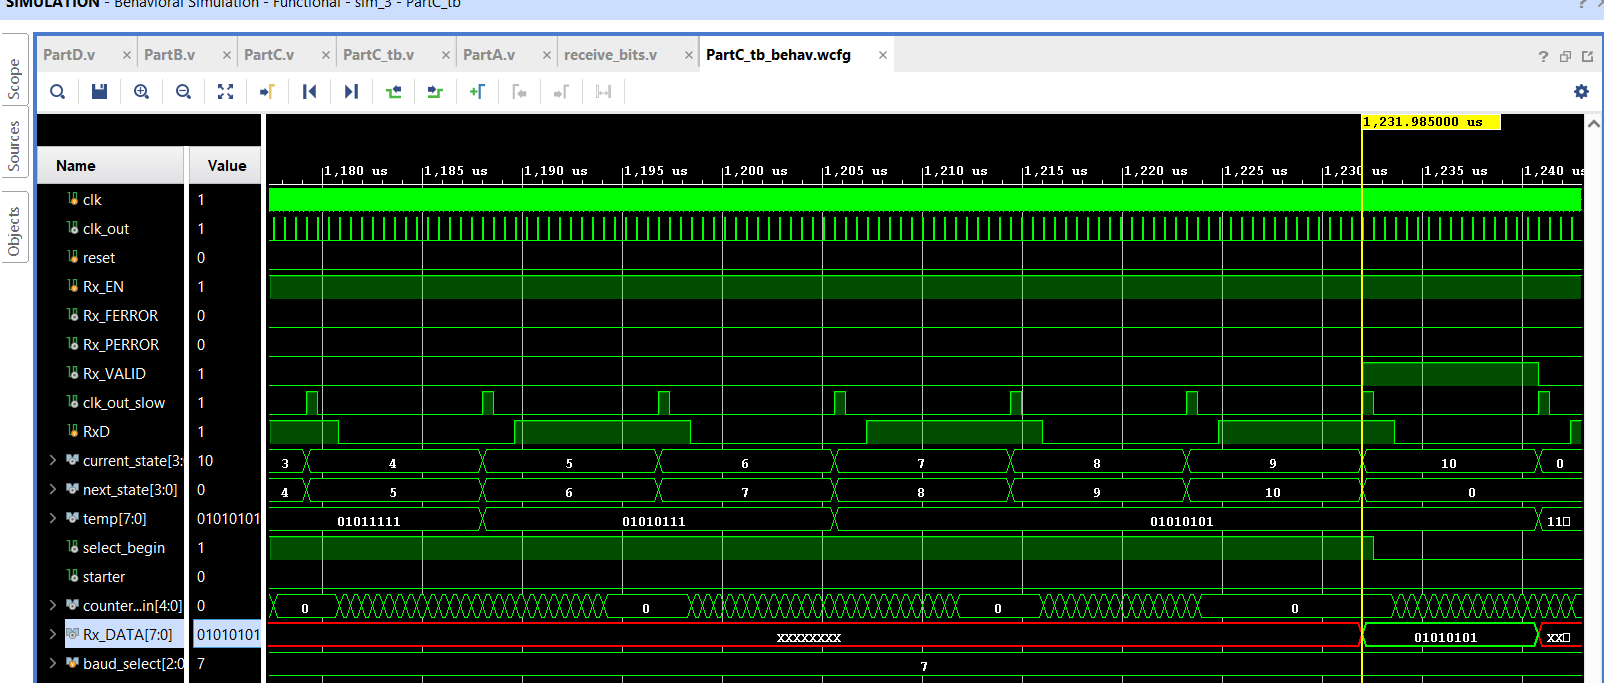 SIMULATION - Behavioral Simulation - Functional - sim_3 - PartC_tb
Scope
Sources
Objects
PartD.v PartB.v PartC.v PartC_tb.v PartA.v receive_bits.v PartC_tb_behav.wcfg
1,231.985000 us
Name Value
1,180 us 1,185 us 1,190 us 1,195 us 1,200 us 1,205 us 1,210 us 1,215 us 1,220 us 1,225 us 1,230 us 1,235 us 1,240 us
clk 1
clk_out 1
reset 0
Rx_EN 1
Rx_FERROR 0
Rx_PERROR 0
Rx_VALID 1
clk_out_slow 1
RxD 1
current_state[3: 10 3 4 5 6 7 8 9 10 0
next_state[3:0] 0 4 5 6 7 8 9 10 0
temp[7:0] 01010101 01011111 01010111 01010101 11
select_begin 1
starter 0
counter...in[4:0] 0 0 0 0 0
Rx_DATA[7:0] 01010101 XXXXXXXX 01010101 XX
baud_select[2:0 7 7